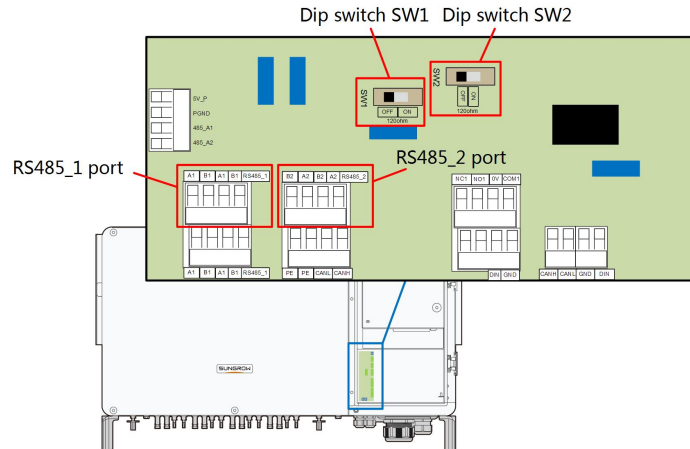 Dip switch SW1 Dip switch SW2
SW1
OFF ON
120ohm
SW2
OFF ON
120ohm
5V_P
PGND
485_A1
485_A2
RS485_1 port
RS485_2 port
A1 B1 A1 B1 RS485_1
B2 A2 B2 A2 RS485_2
NC1 NO1 0V COM1
A1 B1 A1 B1 RS485_1
PE PE CANL CANH
DIN GND
CANH CANL GND DIN
SUNGROW